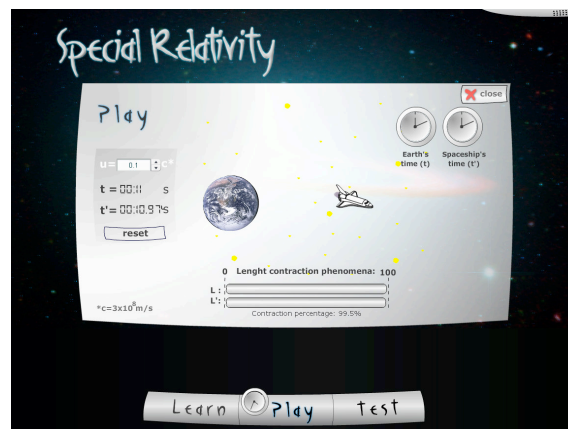 Special Relativity
close
Play
Earth's
time (t)
Spaceship's
time (t')
u= 0.1 c*
t = 00:11 s
t'= 00:10.94s
reset
0 Lenght contraction phenomena: 100
L :
L':
Contraction percentage: 99.5%
*c=3x10⁸m/s
Learn Play test